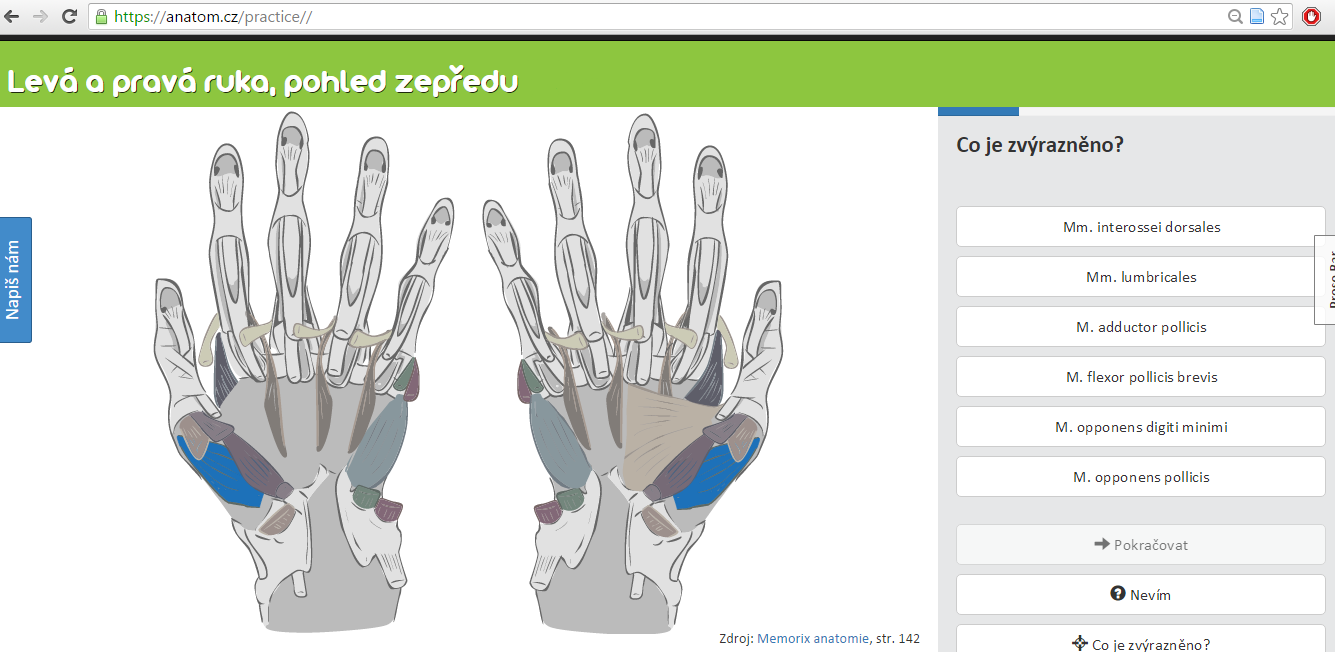 https://anatom.cz/practice//
Levá a pravá ruka, pohled zepředu
Napiš nám
Co je zvýrazněno?
Mm. interossei dorsales
Mm. lumbricales
M. adductor pollicis
M. flexor pollicis brevis
M. opponens digiti minimi
M. opponens pollicis
Pokračovat
Nevím
Co je zvýrazněno?
Zdroj: Memorix anatomie, str. 142